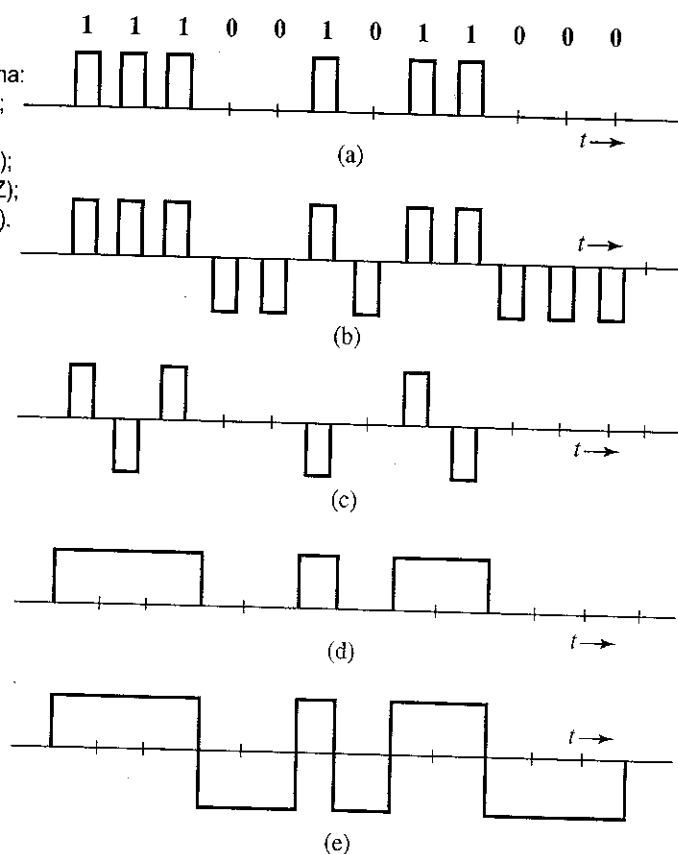 1 1 1 0 0 1 0 1 1 0 0 0
na:
;
t→
(a)
);
Z);
).
t→
(b)
t→
(c)
t→
(d)
t→
(e)